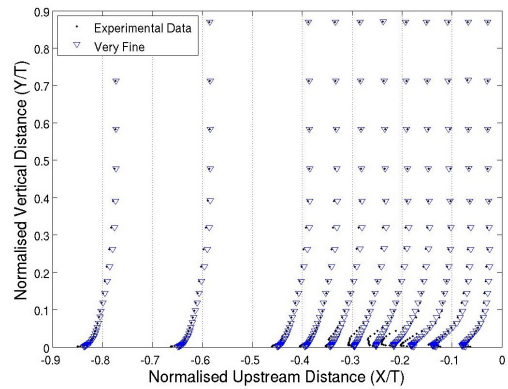 Experimental Data
Very Fine
Normalised Vertical Distance (Y/T)
0.9
0.8
0.7
0.6
0.5
0.4
0.3
0.2
0.1
0
-0.9 -0.8 -0.7 -0.6 -0.5 -0.4 -0.3 -0.2 -0.1 0
Normalised Upstream Distance (X/T)